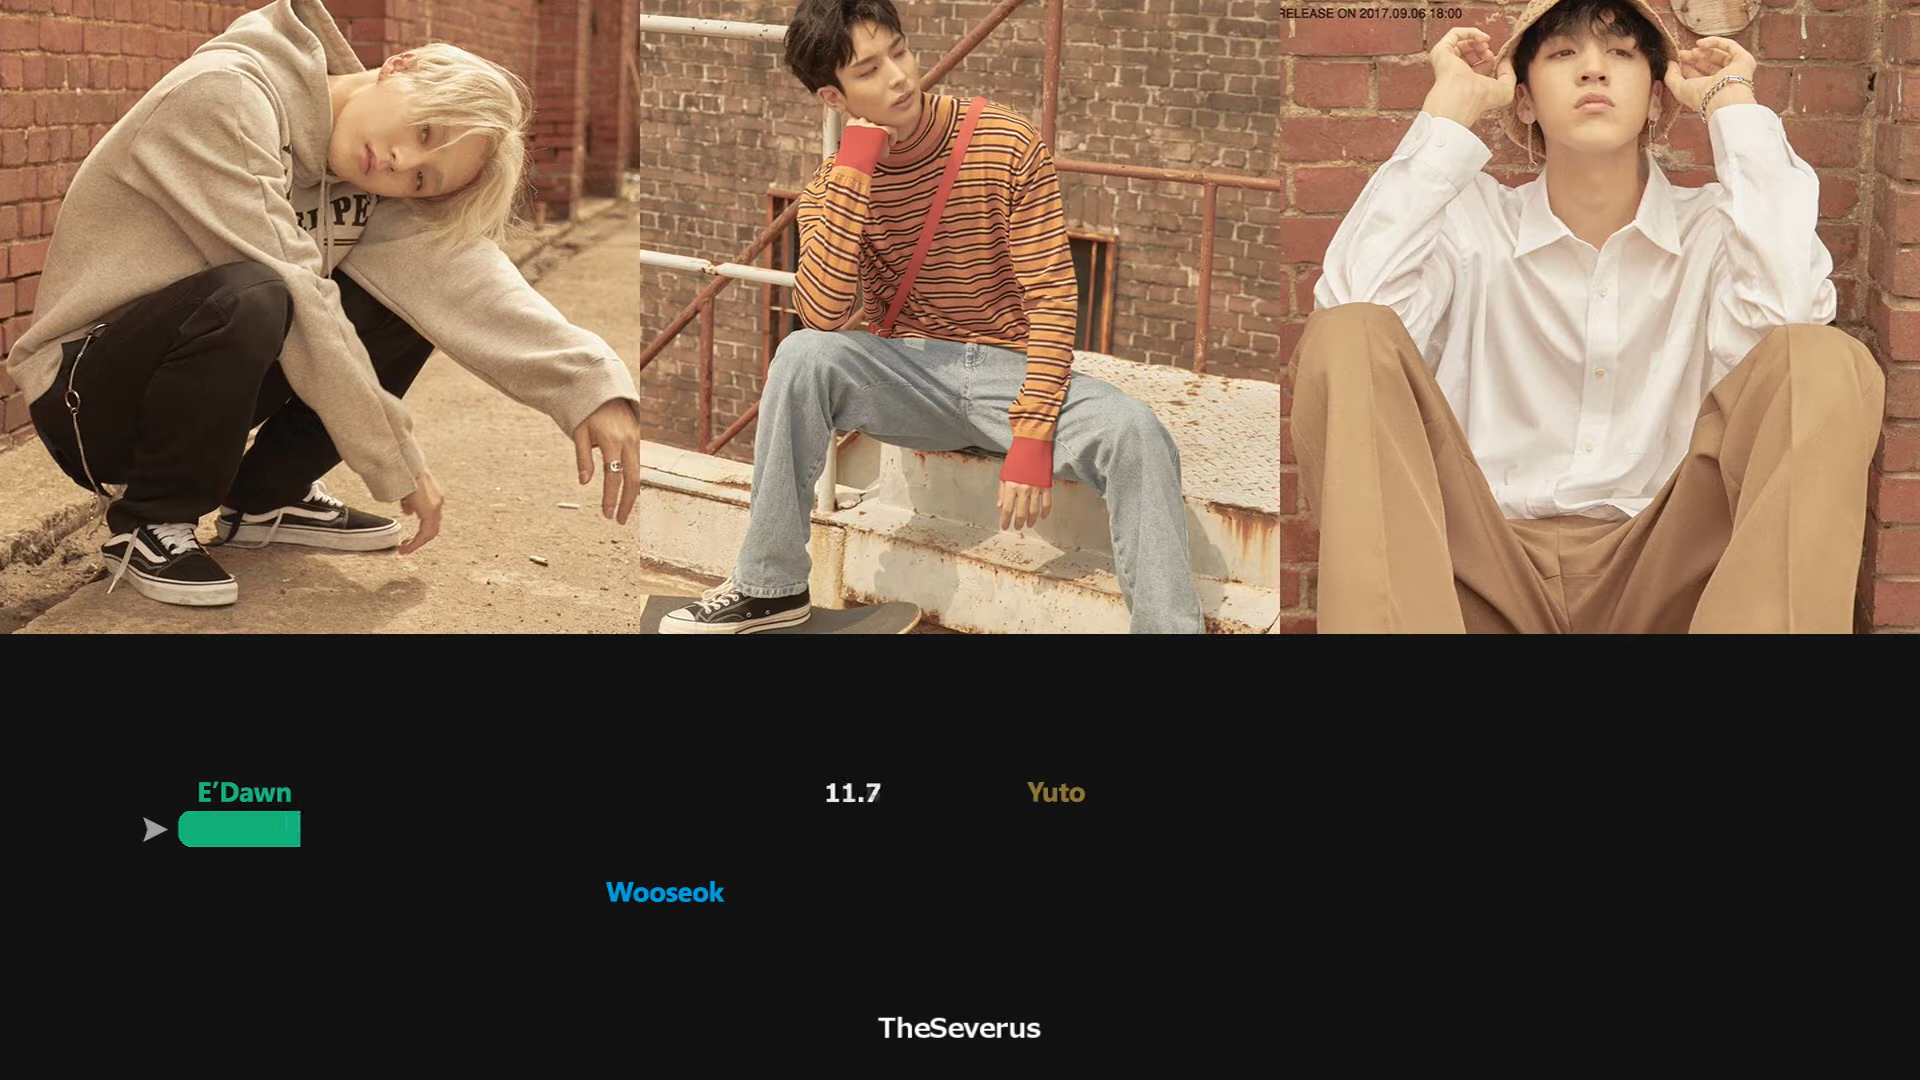 RELEASE ON 2017.09.06 18:00
E'Dawn
11.7
Yuto
Wooseok
TheSeverus